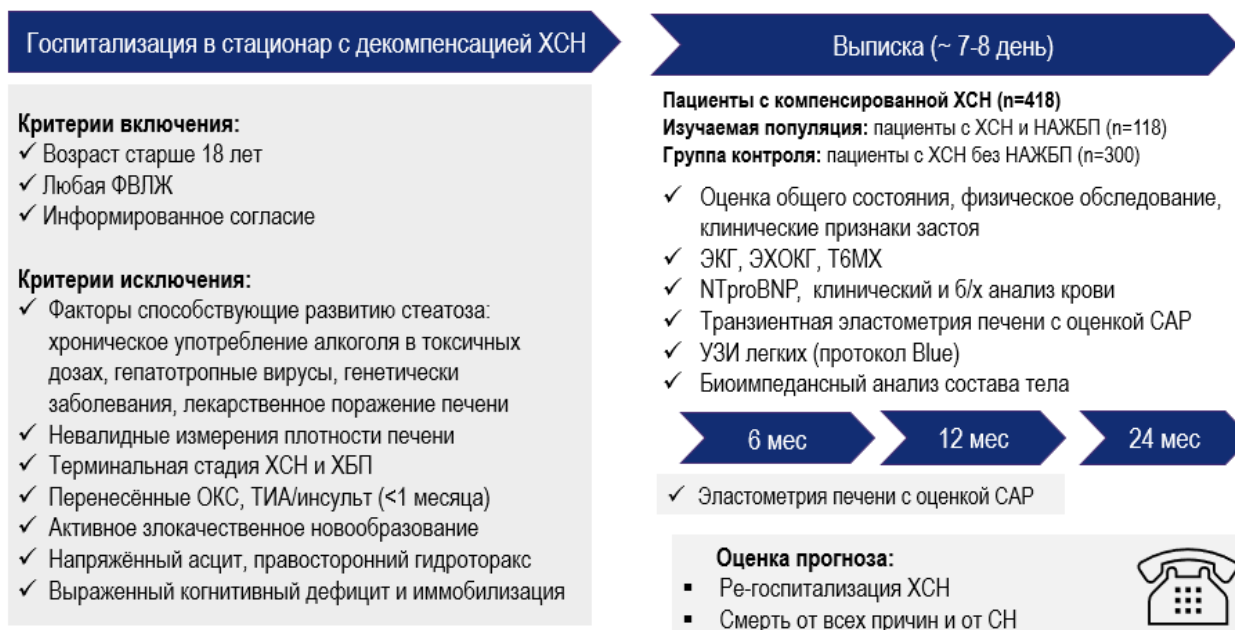 Госпитализация в стационар с декомпенсацией ХСН
Критерии включения:
✓ Возраст старше 18 лет
✓ Любая ФВЛЖ
✓ Информированное согласие
Критерии исключения:
✓ Факторы способствующие развитию стеатоза:
хроническое употребление алкоголя в токсичных
дозах, гепатотропные вирусы, генетически
заболевания, лекарственное поражение печени
✓ Невалидные измерения плотности печени
✓ Терминальная стадия ХСН и ХБП
✓ Перенесённые ОКС, ТИА/инсульт (<1 месяца)
✓ Активное злокачественное новообразование
✓ Напряжённый асцит, правосторонний гидроторакс
✓ Выраженный когнитивный дефицит и иммобилизация
Выписка (~ 7-8 день)
Пациенты с компенсированной ХСН (n=418)
Изучаемая популяция: пациенты с ХСН и НАЖБП (n=118)
Группа контроля: пациенты с ХСН без НАЖБП (n=300)
✓ Оценка общего состояния, физическое обследование,
клинические признаки застоя
✓ ЭКГ, ЭХОКГ, Т6МХ
✓ NTproBNP, клинический и б/х анализ крови
✓ Транзиентная эластометрия печени с оценкой САР
✓ УЗИ легких (протокол Blue)
✓ Биоимпедансный анализ состава тела
6 мес
12 мес
24 мес
✓ Эластометрия печени с оценкой САР
Оценка прогноза:
▪ Ре-госпитализация ХСН
▪ Смерть от всех причин и от СН